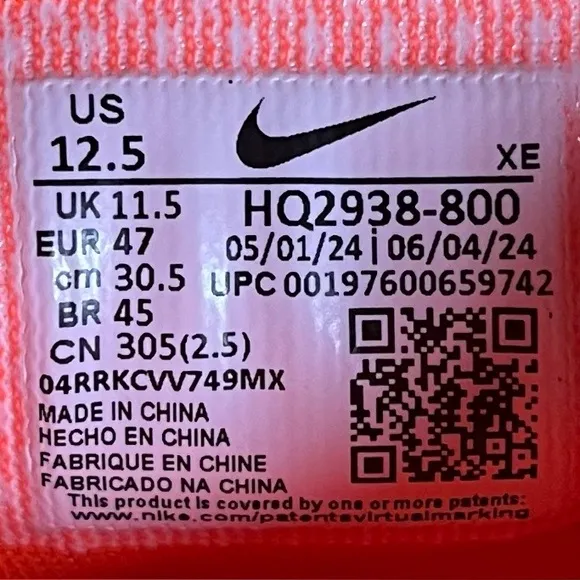 US
12.5
XE
UK 11.5
EUR 47
cm 30.5
BR 45
CN 305(2.5)
HQ2938-800
05/01/24 | 06/04/24
UPC 00197600659742
04RRKCVV749MX
MADE IN CHINA
HECHO EN CHINA
FABRIQUE EN CHINE
FABRICADO NA CHINA
This product is covered by one or more patents:
www.nike.com/patentsvirtualmarking